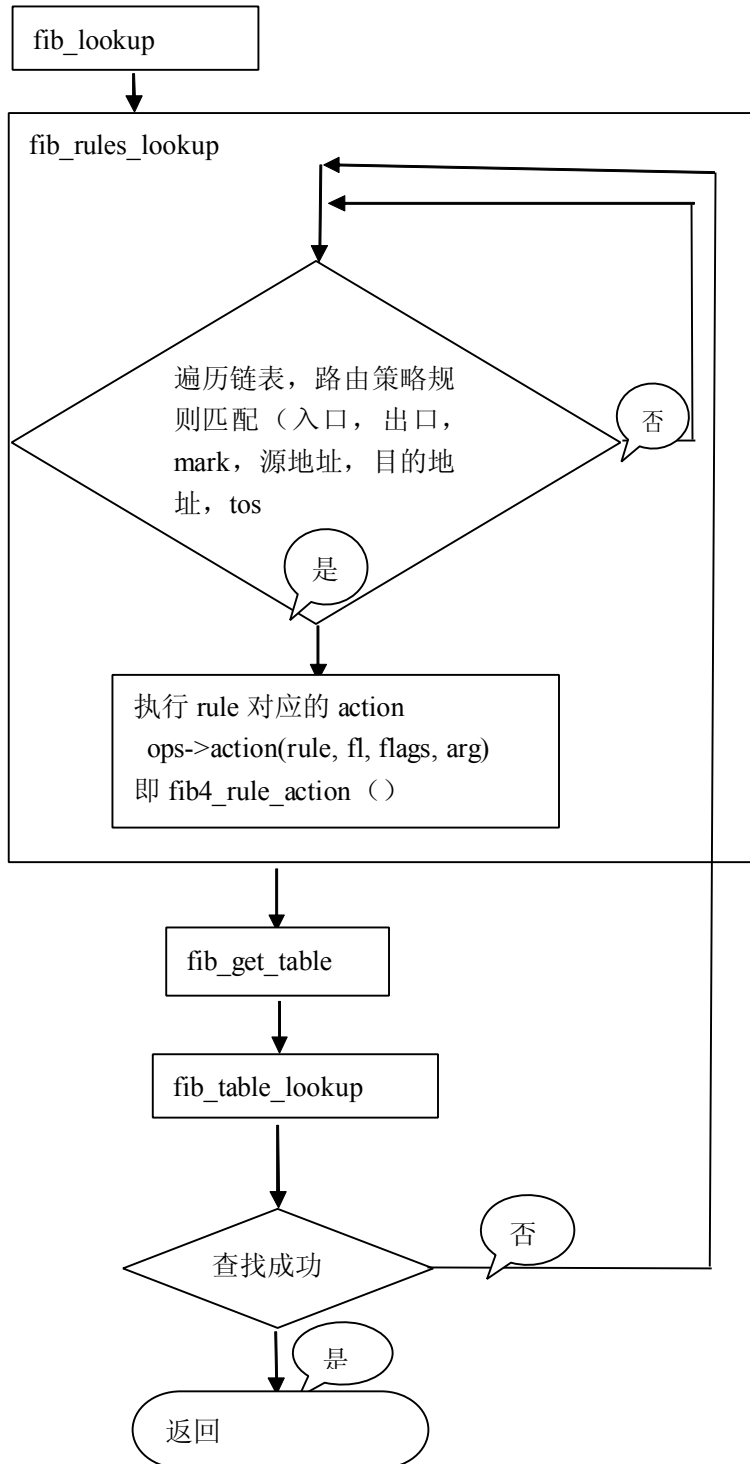 fib_lookup
fib_rules_lookup
遍历链表，路由策略规
则匹配（入口，出口，
mark，源地址，目的地
址，tos
否
是
执行 rule 对应的 action
ops->action(rule, fl, flags, arg)
即 fib4_rule_action（）
fib_get_table
fib_table_lookup
否
查找成功
是
返回